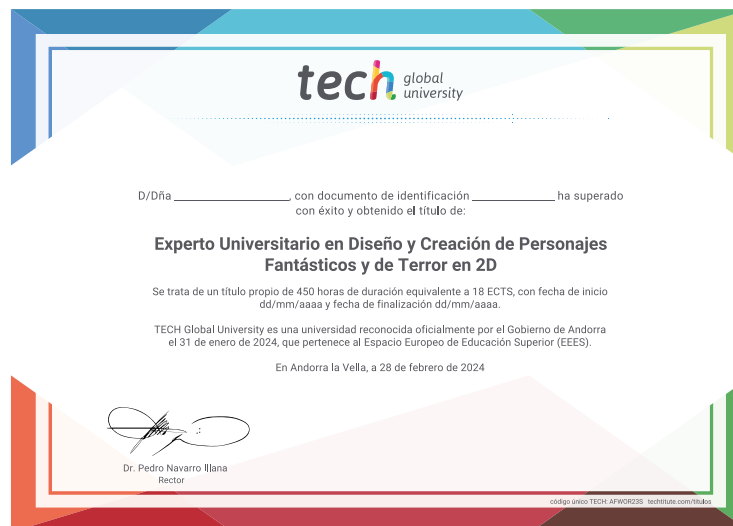 tech global university
D/Dña ____________________, con documento de identificación ______________ ha superado
con éxito y obtenido el título de:
Experto Universitario en Diseño y Creación de Personajes
Fantásticos y de Terror en 2D
Se trata de un título propio de 450 horas de duración equivalente a 18 ECTS, con fecha de inicio
dd/mm/aaaa y fecha de finalización dd/mm/aaaa.
TECH Global University es una universidad reconocida oficialmente por el Gobierno de Andorra
el 31 de enero de 2024, que pertenece al Espacio Europeo de Educación Superior (EEES).
En Andorra la Vella, a 28 de febrero de 2024
Dr. Pedro Navarro Illana
Rector
código único TECH: AFWOR23S techtitute.com/titulos